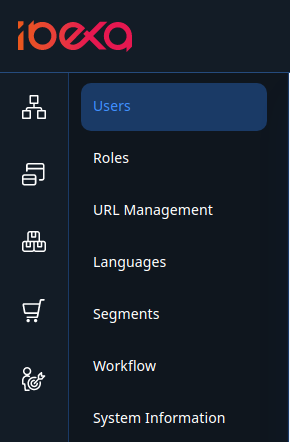 ibexa
Users
Roles
URL Management
Languages
Segments
Workflow
System Information